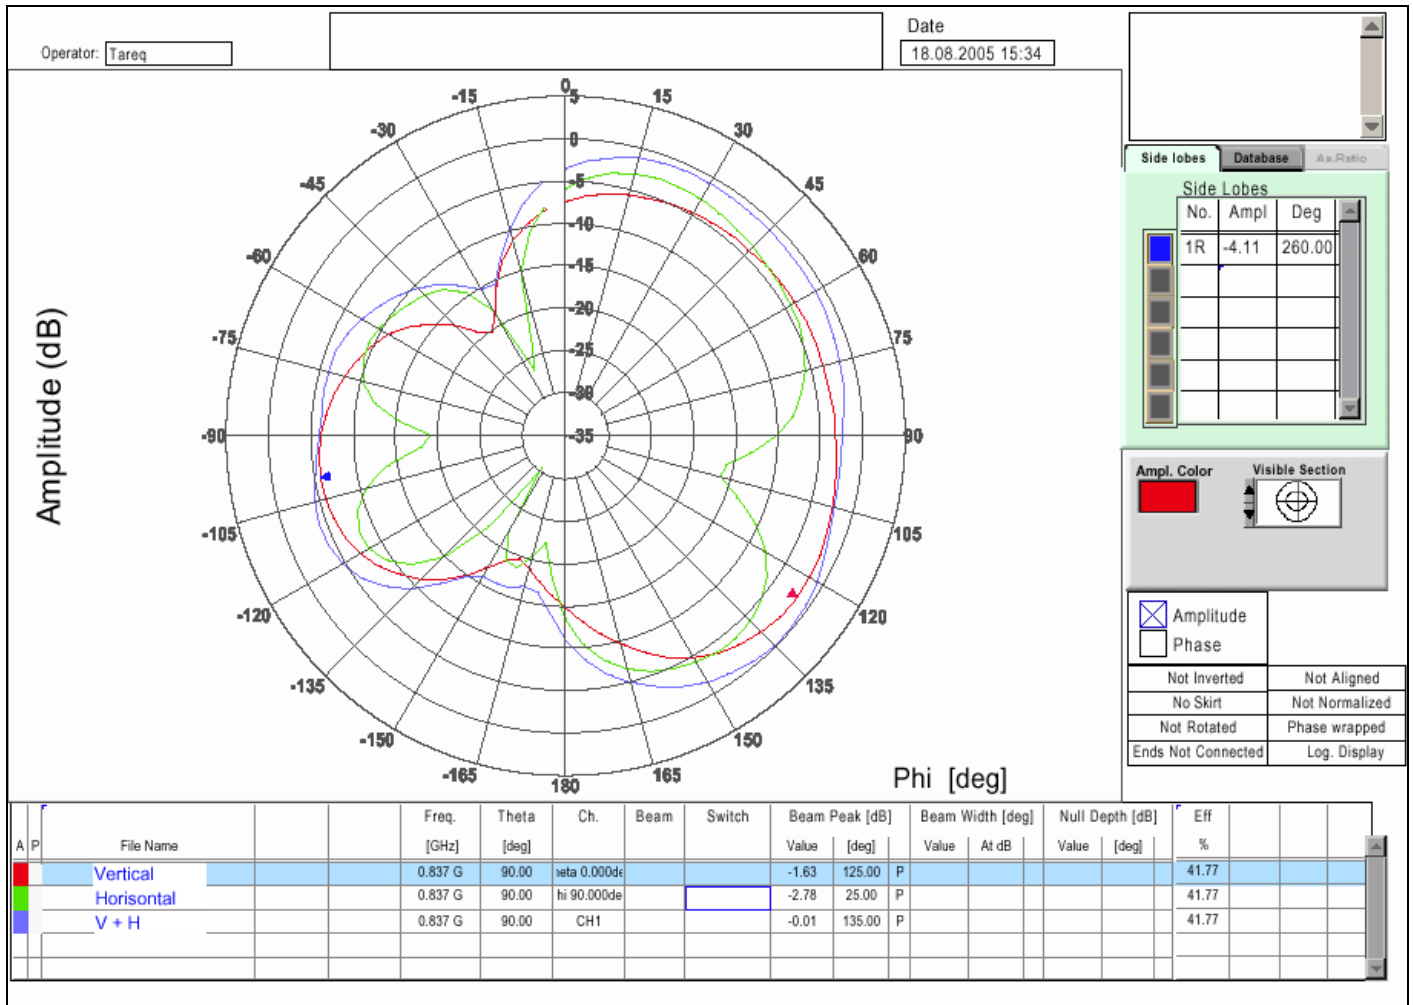 Operator: Tareq
Date
18.08.2005 15:34
Side lobes Database Ax.Ratio
Side Lobes
No. Ampl Deg
1R -4.11 260.00
Ampl. Color Visible Section
Amplitude
Phase
Not Inverted Not Aligned
No Skirt Not Normalized
Not Rotated Phase wrapped
Ends Not Connected Log. Display
Amplitude (dB)
0
15
30
45
60
75
90
105
120
135
150
165
180
-165
-150
-135
-120
-105
-90
-75
-60
-45
-30
-15
5
0
-5
-10
-15
-20
-25
-30
-35
Phi [deg]
Freq. Theta Ch. Beam Switch Beam Peak [dB] Beam Width [deg] Null Depth [dB] Eff
A P File Name [GHz] [deg] Value [deg] Value At dB Value [deg] %
Vertical 0.837 G 90.00 eta 0.000de -1.63 125.00 P 41.77
Horisontal 0.837 G 90.00 hi 90.000de -2.78 25.00 P 41.77
V + H 0.837 G 90.00 CH1 -0.01 135.00 P 41.77